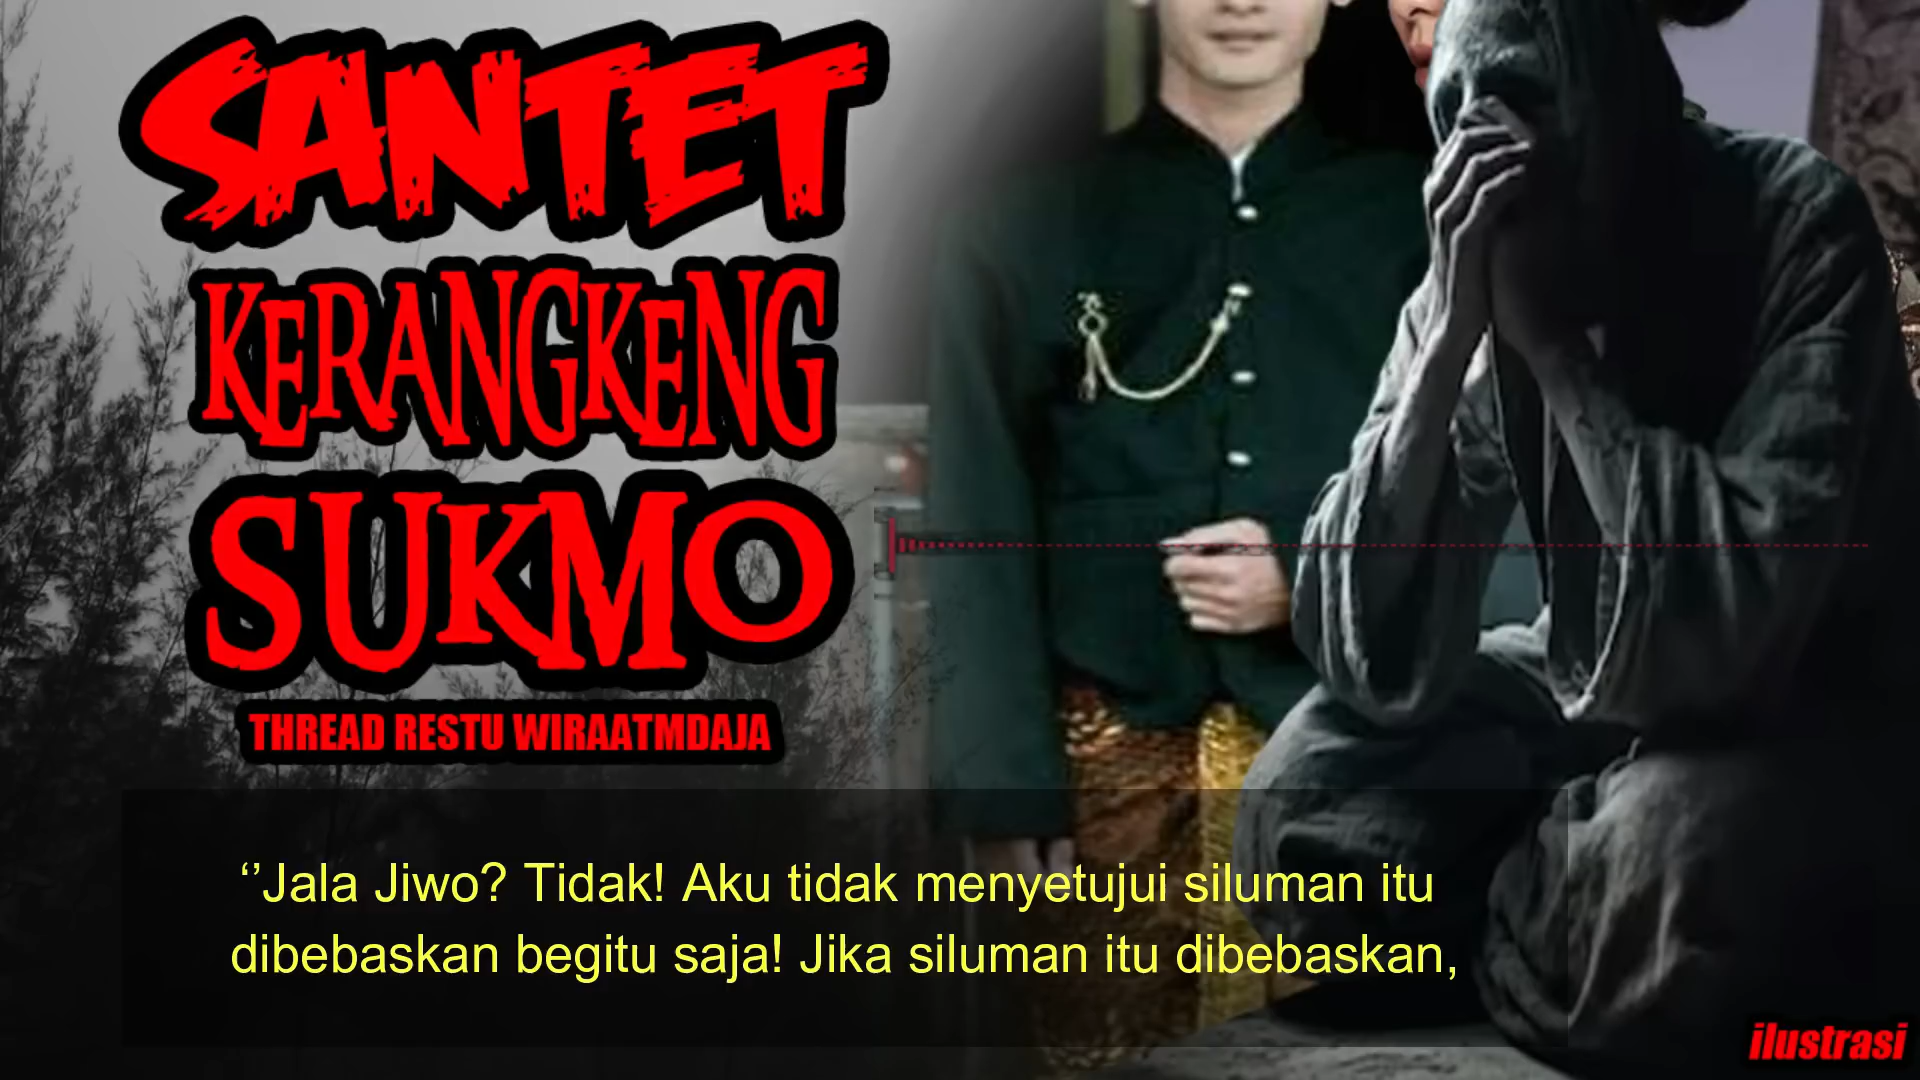 SANTET
KERANGKENG
SUKMO
THREAD RESTU WIRAATMDAJA
‘’Jala Jiwo? Tidak! Aku tidak menyetujui siluman itu
dibebaskan begitu saja! Jika siluman itu dibebaskan,
ilustrasi